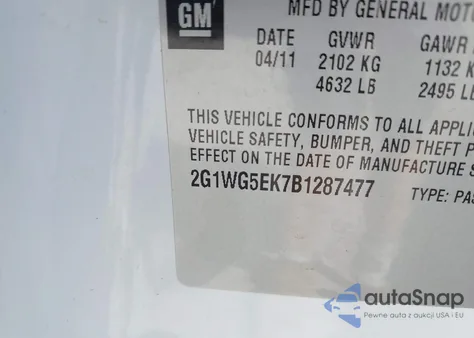 GM
MFD BY GENERAL MOTO
DATE GVWR GAWR
04/11 2102 KG 1132 K
4632 LB 2495 LB
THIS VEHICLE CONFORMS TO ALL APPLI
VEHICLE SAFETY, BUMPER, AND THEFT P
EFFECT ON THE DATE OF MANUFACTURE S
2G1WG5EK7B1287477 TYPE: PAS
autaSnap
Pewne auta z aukcji USA i EU